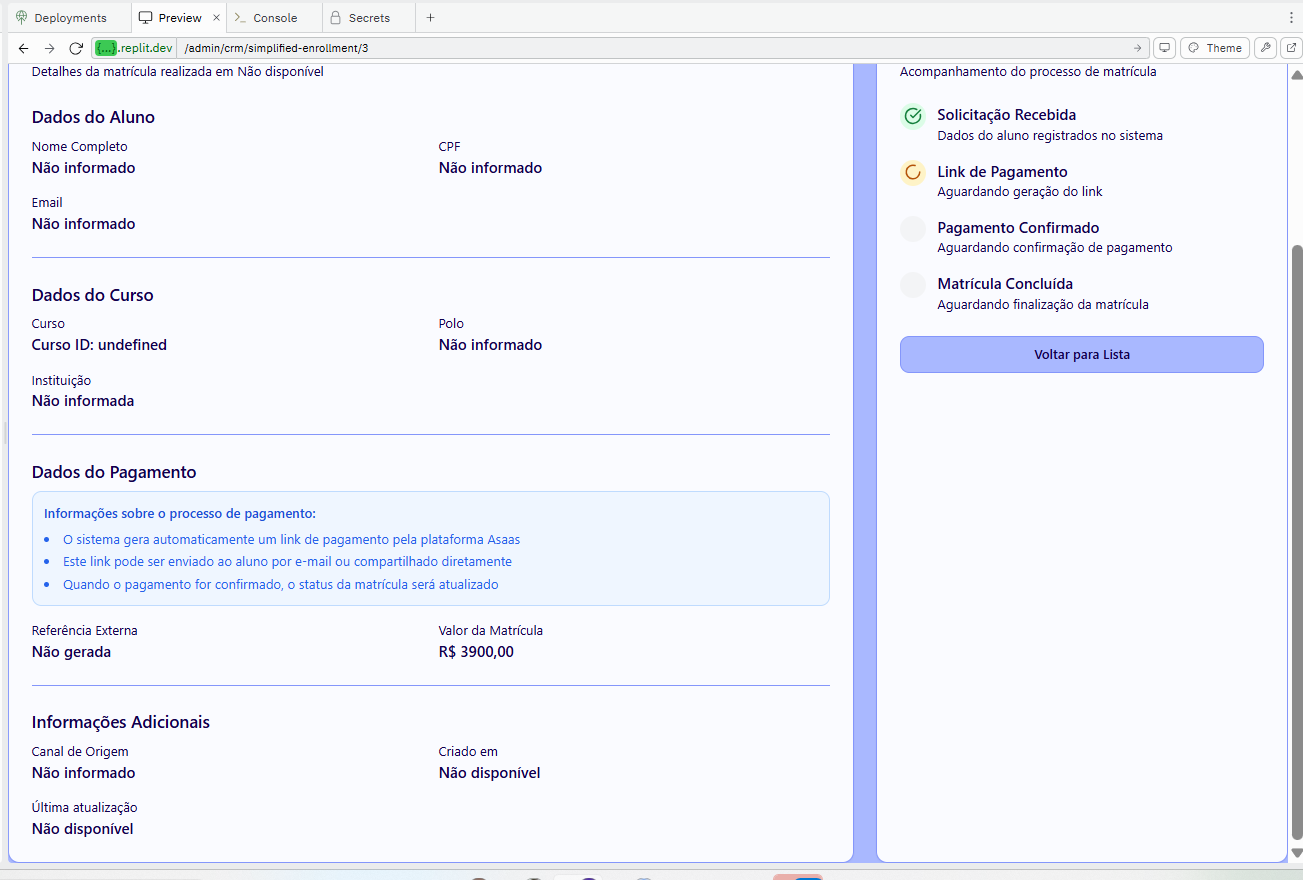 Deployments
Preview
Console
Secrets
{...}.replit.dev
/admin/crm/simplified-enrollment/3
Theme
Detalhes da matrícula realizada em Não disponível
Dados do Aluno
Nome Completo
CPF
Não informado
Não informado
Email
Não informado
Dados do Curso
Curso
Polo
Curso ID: undefined
Não informado
Instituição
Não informada
Dados do Pagamento
Informações sobre o processo de pagamento:
• O sistema gera automaticamente um link de pagamento pela plataforma Asaas
• Este link pode ser enviado ao aluno por e-mail ou compartilhado diretamente
• Quando o pagamento for confirmado, o status da matrícula será atualizado
Referência Externa
Valor da Matrícula
Não gerada
R$ 3900,00
Informações Adicionais
Canal de Origem
Criado em
Não informado
Não disponível
Última atualização
Não disponível
Acompanhamento do processo de matrícula
Solicitação Recebida
Dados do aluno registrados no sistema
Link de Pagamento
Aguardando geração do link
Pagamento Confirmado
Aguardando confirmação de pagamento
Matrícula Concluída
Aguardando finalização da matrícula
Voltar para Lista